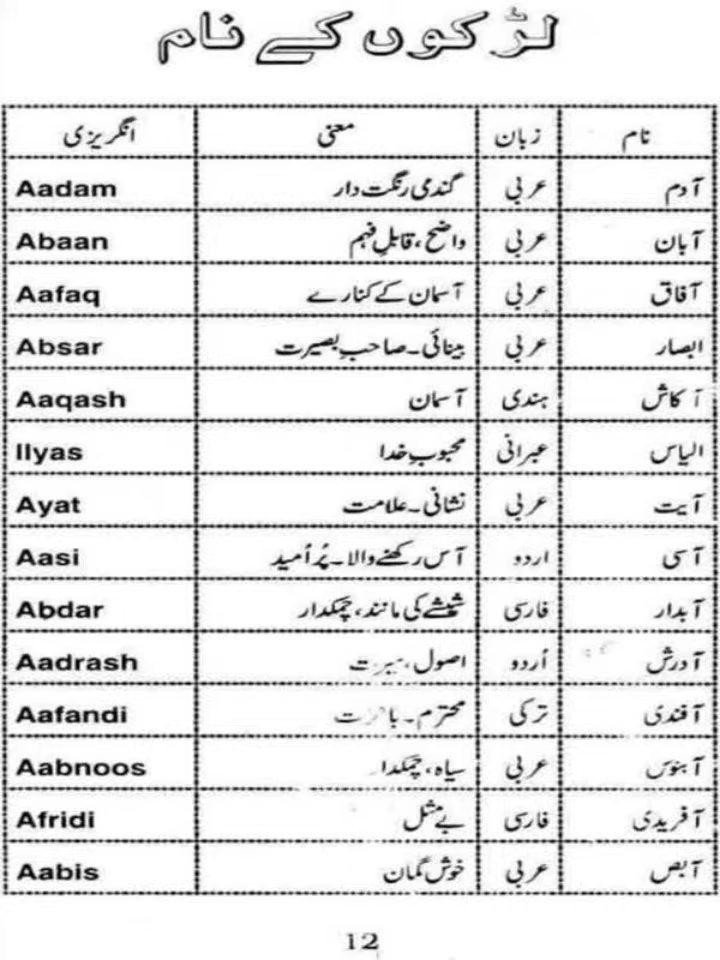 لڑکوں کے نام
نام زبان معنی انگریزی
آدم عربی گندمی رنگت دار Aadam
آبان عربی واضح، قابلِ فہم Abaan
آفاق عربی آسمان کے کنارے Aafaq
ابصار عربی بینائی۔صاحبِ بصیرت Absar
آکاش ہندی آسمان Aaqash
الیاس عبرانی محبوبِ خدا Ilyas
آیت عربی نشانی۔علامت Ayat
آسی اردو آس رکھنے والا۔پُر اُمید Aasi
آبدار فارسی شیشے کی مانند، چمکدار Abdar
آدرش اُردو اصول، Aadrash
آفندی ترکی محترم۔ Aafandi
آبنوس عربی سیاہ، Aabnoos
آفریدی فارسی بے مثل Afridi
آبص عربی خوش گمان Aabis
12